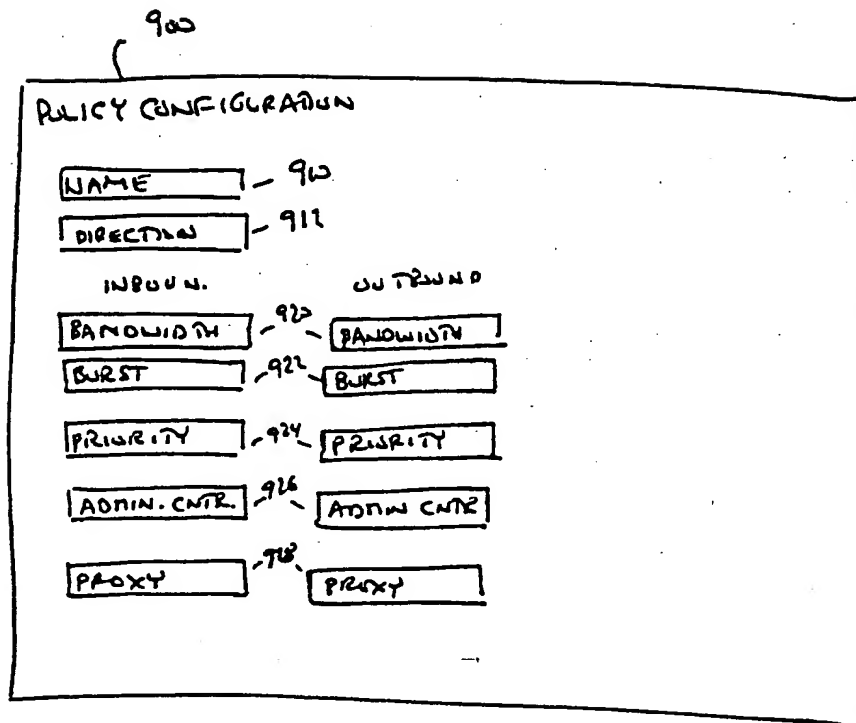 900
POLICY CONFIGURATION
NAME 910
DIRECTION 912
INBOUN. OUTBOUND
BANDWIDTH 920 BANDWIDTH
BURST 922 BURST
PRIORITY 924 PRIORITY
ADMIN. CNTR. 926 ADMIN CNTR
PROXY 928 PROXY